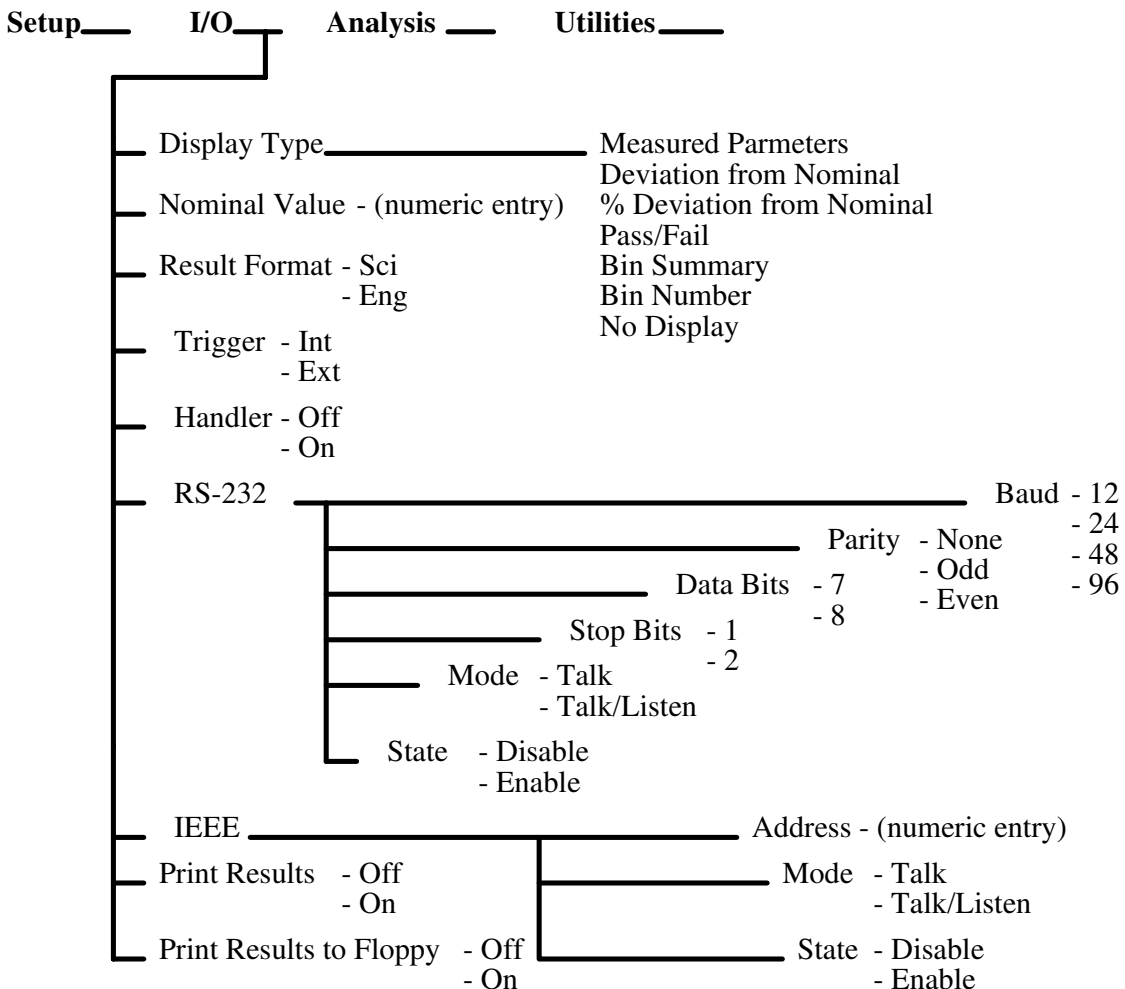 Setup I/O Analysis Utilities
Display Type
Measured Parmeters
Deviation from Nominal
% Deviation from Nominal
Pass/Fail
Bin Summary
Bin Number
No Display
Nominal Value - (numeric entry)
Result Format - Sci
- Eng
Trigger - Int
- Ext
Handler - Off
- On
RS-232
Baud - 12
- 24
- 48
- 96
Parity - None
- Odd
- Even
Data Bits - 7
- 8
Stop Bits - 1
- 2
Mode - Talk
- Talk/Listen
State - Disable
- Enable
IEEE
Address - (numeric entry)
Mode - Talk
- Talk/Listen
State - Disable
- Enable
Print Results - Off
- On
Print Results to Floppy - Off
- On